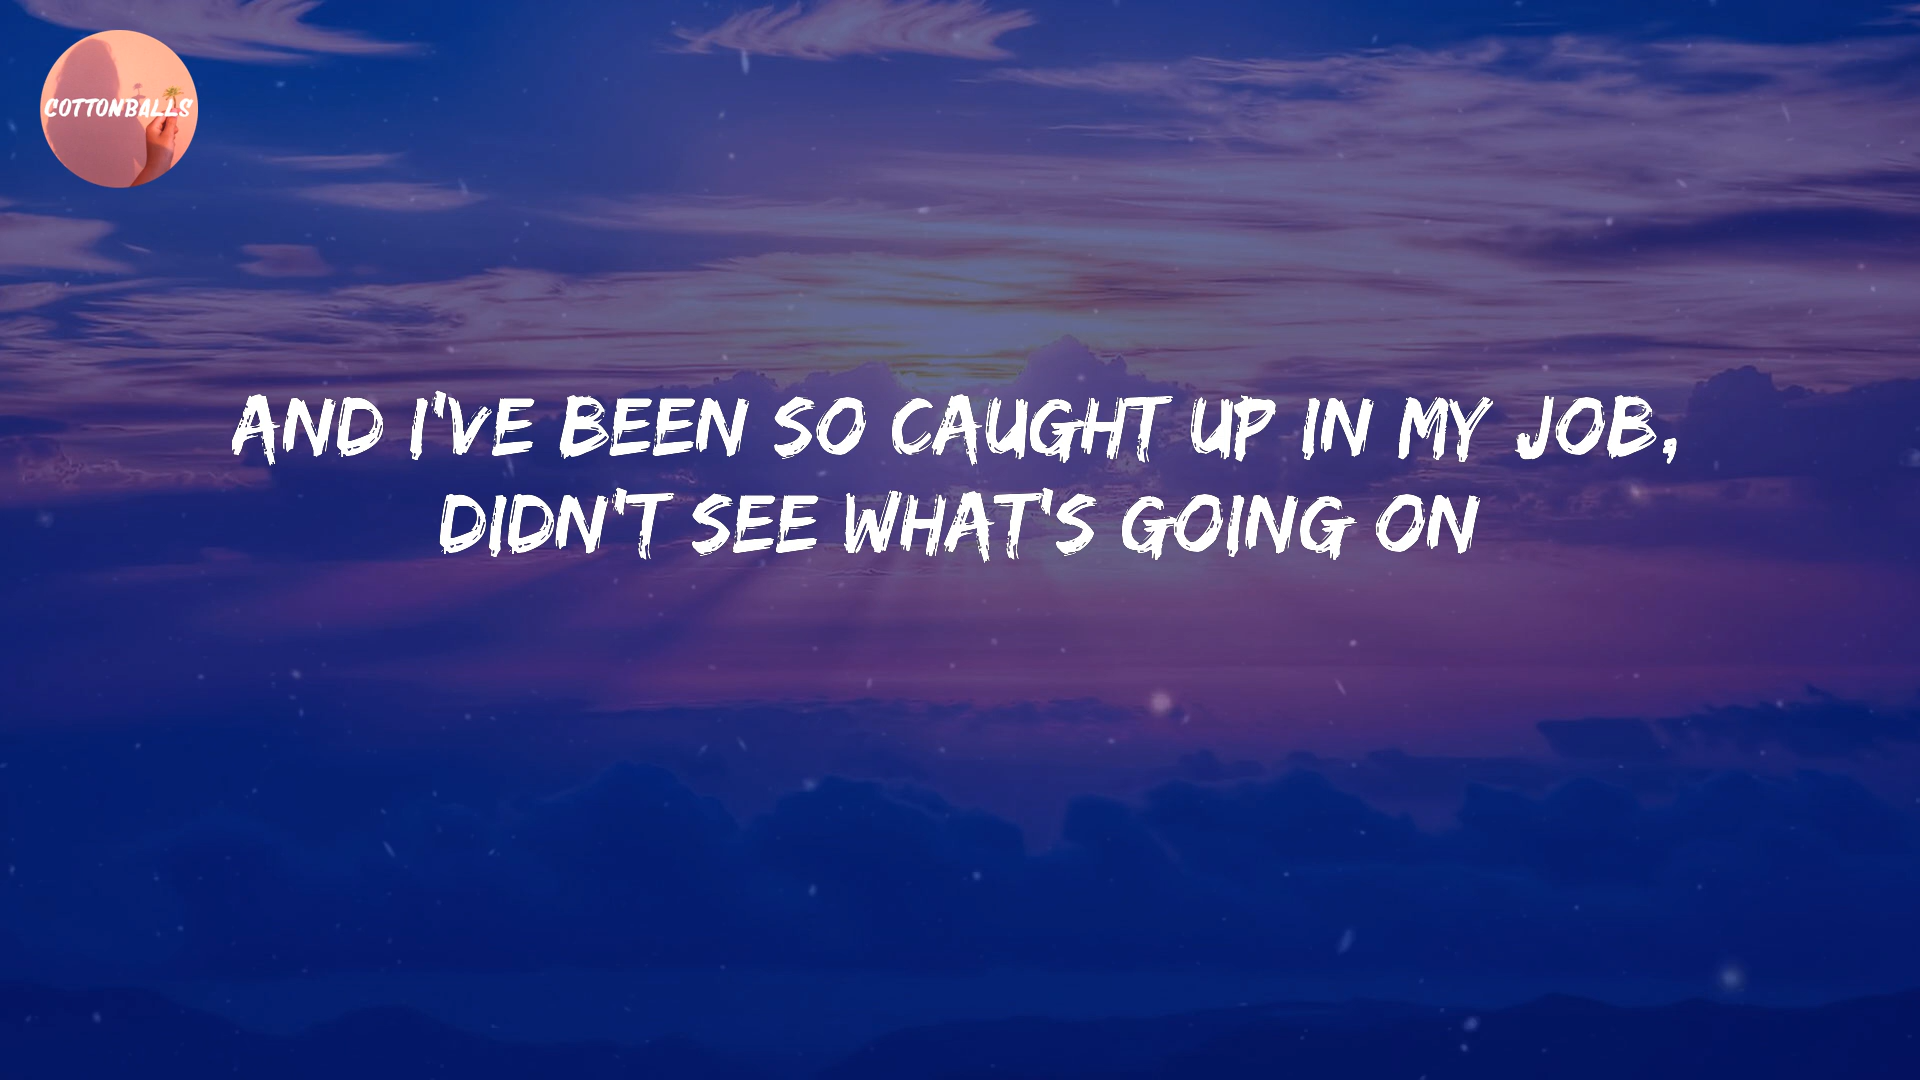 COTTONBALLS
AND I'VE BEEN SO CAUGHT UP IN MY JOB,
DIDN'T SEE WHAT'S GOING ON